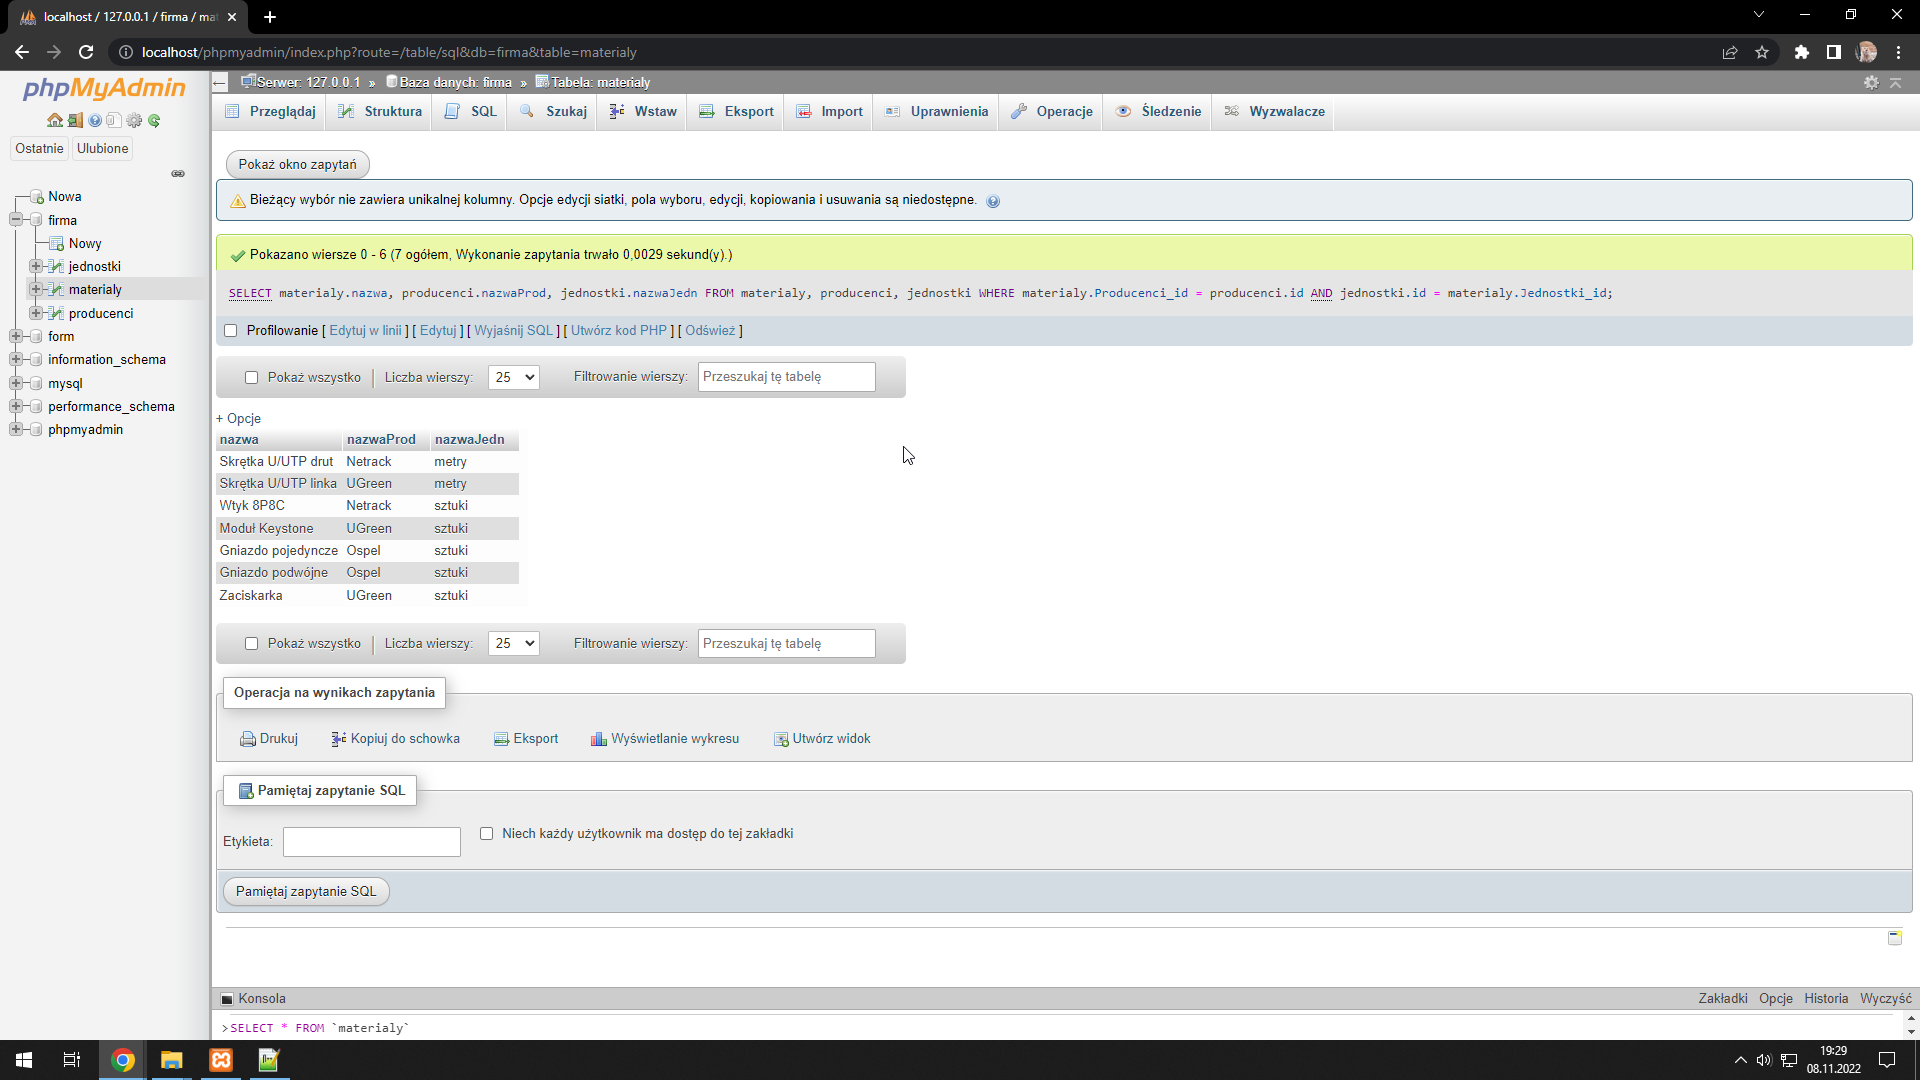 localhost / 127.0.0.1 / firma / mat
localhost/phpmyadmin/index.php?route=/table/sql&db=firma&table=materialy
phpMyAdmin
Ostatnie
Ulubione
Nowa
firma
Nowy
jednostki
materialy
producenci
form
information_schema
mysql
performance_schema
phpmyadmin
Serwer: 127.0.0.1 » Baza danych: firma » Tabela: materialy
Przeglądaj Struktura SQL Szukaj Wstaw Eksport Import Uprawnienia Operacje Śledzenie Wyzwalacze
Pokaż okno zapytań
Bieżący wybór nie zawiera unikalnej kolumny. Opcje edycji siatki, pola wyboru, edycji, kopiowania i usuwania są niedostępne.
Pokazano wiersze 0 - 6 (7 ogółem, Wykonanie zapytania trwało 0,0029 sekund(y).)
SELECT materialy.nazwa, producenci.nazwaProd, jednostki.nazwaJedn FROM materialy, producenci, jednostki WHERE materialy.Producenci_id = producenci.id AND jednostki.id = materialy.Jednostki_id;
Profilowanie [ Edytuj w linii ] [ Edytuj ] [ Wyjaśnij SQL ] [ Utwórz kod PHP ] [ Odśwież ]
Pokaż wszystko Liczba wierszy: 25 Filtrowanie wierszy: Przeszukaj tę tabelę
+ Opcje
nazwa nazwaProd nazwaJedn
Skrętka U/UTP drut Netrack metry
Skrętka U/UTP linka UGreen metry
Wtyk 8P8C Netrack sztuki
Moduł Keystone UGreen sztuki
Gniazdo pojedyncze Ospel sztuki
Gniazdo podwójne Ospel sztuki
Zaciskarka UGreen sztuki
Pokaż wszystko Liczba wierszy: 25 Filtrowanie wierszy: Przeszukaj tę tabelę
Operacja na wynikach zapytania
Drukuj Kopiuj do schowka Eksport Wyświetlanie wykresu Utwórz widok
Pamiętaj zapytanie SQL
Etykieta: Niech każdy użytkownik ma dostęp do tej zakładki
Pamiętaj zapytanie SQL
Konsola Zakładki Opcje Historia Wyczyść
>SELECT * FROM `materialy`
19:29
08.11.2022